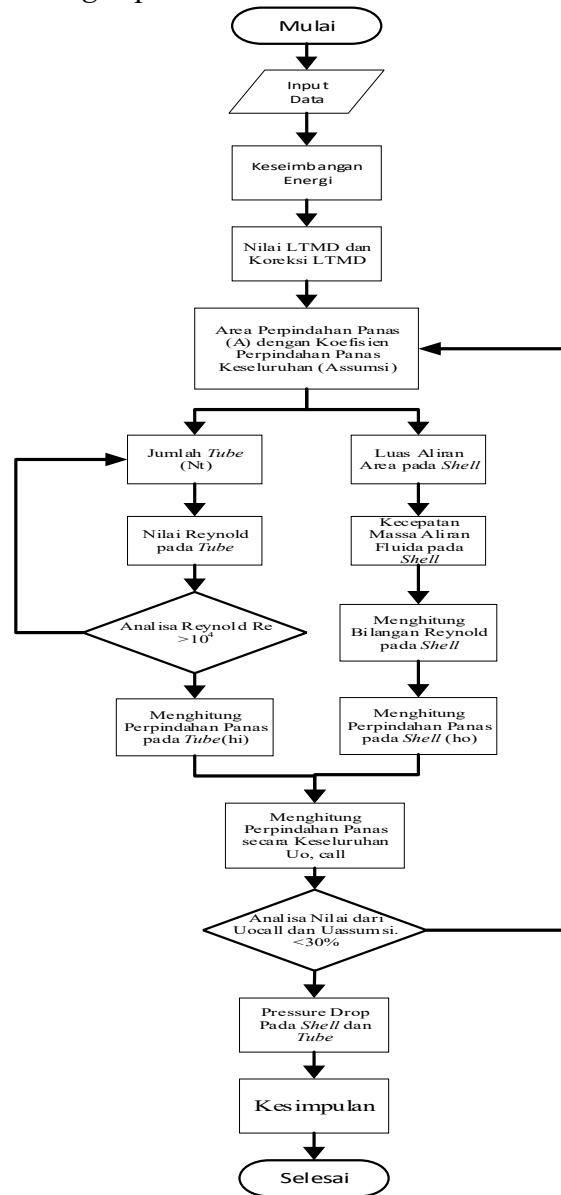 Mulai
Input
Data
Keseimbangan
Energi
Nilai LTMD dan
Koreksi LTMD
Area Perpindahan Panas
(A) dengan Koefisien
Perpindahan Panas
Keseluruhan (Assumsi)
Jumlah Tube
(Nt)
Nilai Reynold
pada Tube
Analisa Reynold Re
>10⁴
Menghitung
Perpindahan Panas
pada Tube(hi)
Luas Aliran
Area pada Shell
Kecepatan
Massa Aliran
Fluida pada
Shell
Menghitung
Bilangan Reynold
pada Shell
Menghitung
Perpindahan Panas
pada Shell (ho)
Menghitung
Perpindahan Panas
secara Keseluruhan
Uo, call
Analisa Nilai dari
Uocall dan Uassumsi.
<30%
Pressure Drop
Pada Shell dan
Tube
Kesimpulan
Selesai